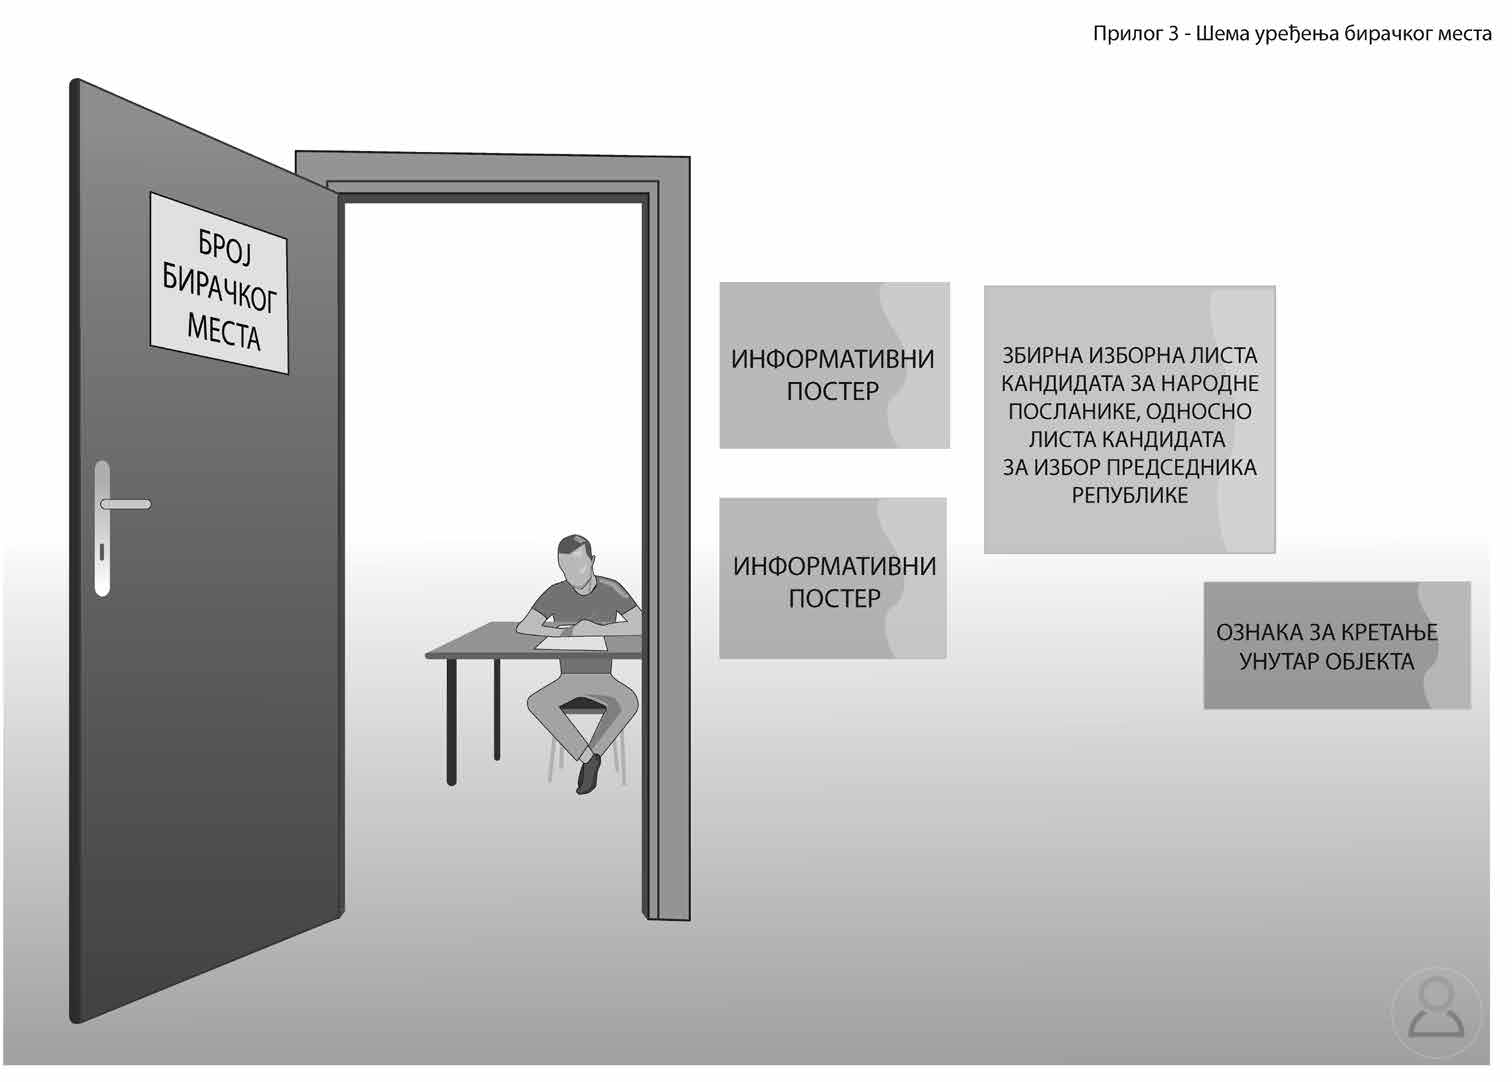 Прилог 3 - Шема уређења бирачког места
БРОЈ
БИРАЧКОГ
МЕСТА
ИНФОРМАТИВНИ
ПОСТЕР
ИНФОРМАТИВНИ
ПОСТЕР
ЗБИРНА ИЗБОРНА ЛИСТА
КАНДИДАТА ЗА НАРОДНЕ
ПОСЛАНИКЕ, ОДНОСНО
ЛИСТА КАНДИДАТА
ЗА ИЗБОР ПРЕДСЕДНИКА
РЕПУБЛИКЕ
ОЗНАКА ЗА КРЕТАЊЕ
УНУТАР ОБЈЕКТА